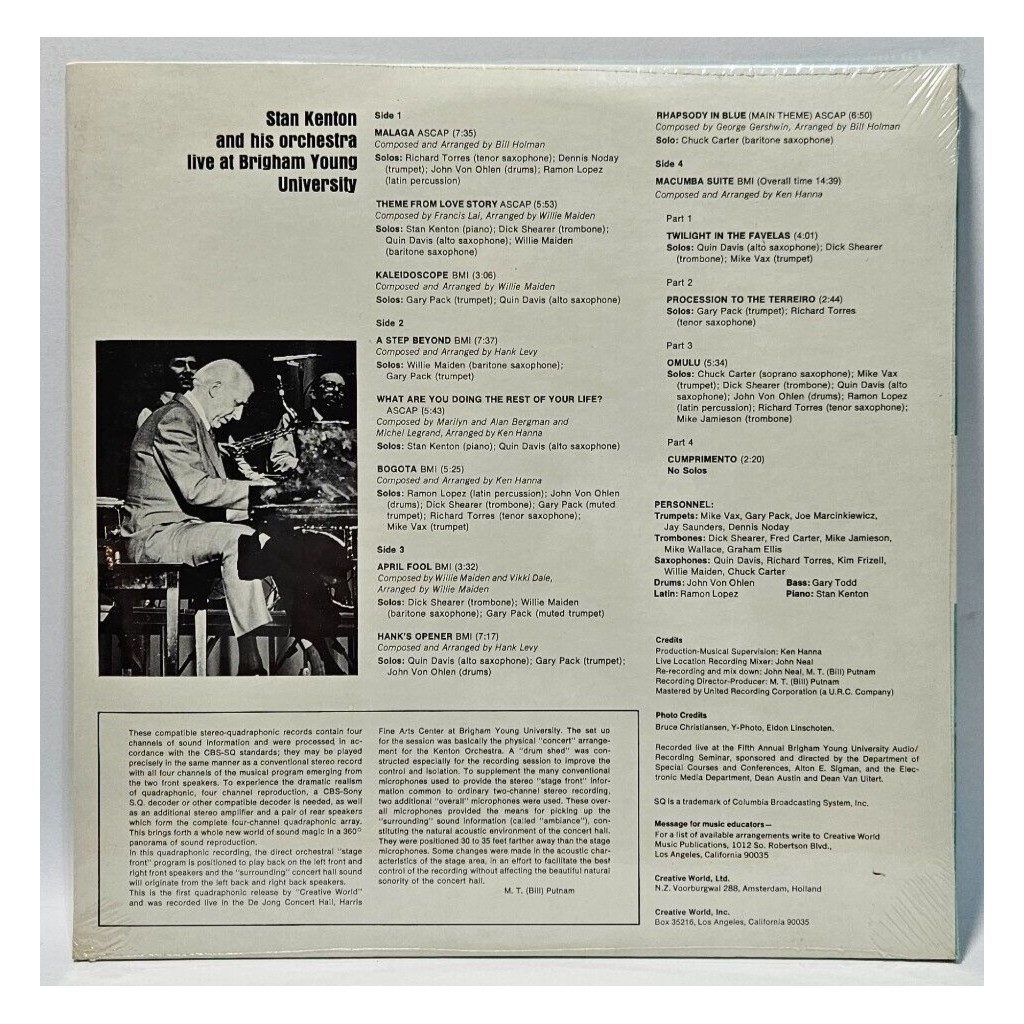 Stan Kenton
and his orchestra
live at Brigham Young
University
Side 1
MALAGA ASCAP (7:35)
Composed and Arranged by Bill Holman
Solos: Richard Torres (tenor saxophone); Dennis Noday
(trumpet); John Von Ohlen (drums); Ramon Lopez
(latin percussion)
THEME FROM LOVE STORY ASCAP (5:53)
Composed by Francis Lai, Arranged by Willie Maiden
Solos: Stan Kenton (piano); Dick Shearer (trombone);
Quin Davis (alto saxophone); Willie Maiden
(baritone saxophone)
KALEIDOSCOPE BMI (3:06)
Composed and Arranged by Willie Maiden
Solos: Gary Pack (trumpet); Quin Davis (alto saxophone)
Side 2
A STEP BEYOND BMI (7:37)
Composed and Arranged by Hank Levy
Solos: Willie Maiden (baritone saxophone);
Gary Pack (trumpet)
WHAT ARE YOU DOING THE REST OF YOUR LIFE?
ASCAP (5:43)
Composed by Marilyn and Alan Bergman and
Michel Legrand, Arranged by Ken Hanna
Solos: Stan Kenton (piano); Quin Davis (alto saxophone)
BOGOTA BMI (5:25)
Composed and Arranged by Ken Hanna
Solos: Ramon Lopez (latin percussion); John Von Ohlen
(drums); Dick Shearer (trombone); Gary Pack (muted
trumpet); Richard Torres (tenor saxophone);
Mike Vax (trumpet)
Side 3
APRIL FOOL BMI (3:32)
Composed by Willie Maiden and Vikki Dale,
Arranged by Willie Maiden
Solos: Dick Shearer (trombone); Willie Maiden
(baritone saxophone); Gary Pack (muted trumpet)
HANK'S OPENER BMI (7:17)
Composed and Arranged by Hank Levy
Solos: Quin Davis (alto saxophone); Gary Pack (trumpet);
John Von Ohlen (drums)
RHAPSODY IN BLUE (MAIN THEME) ASCAP (6:50)
Composed by George Gershwin, Arranged by Bill Holman
Solo: Chuck Carter (baritone saxophone)
Side 4
MACUMBA SUITE BMI (Overall time 14:39)
Composed and Arranged by Ken Hanna
Part 1
TWILIGHT IN THE FAVELAS (4:01)
Solos: Quin Davis (alto saxophone); Dick Shearer
(trombone); Mike Vax (trumpet)
Part 2
PROCESSION TO THE TERREIRO (2:44)
Solos: Gary Pack (trumpet); Richard Torres
(tenor saxophone)
Part 3
OMULU (5:34)
Solos: Chuck Carter (soprano saxophone); Mike Vax
(trumpet); Dick Shearer (trombone); Quin Davis (alto
saxophone); John Von Ohlen (drums); Ramon Lopez
(latin percussion); Richard Torres (tenor saxophone);
Mike Jamieson (trombone)
Part 4
CUMPRIMENTO (2:20)
No Solos
PERSONNEL:
Trumpets: Mike Vax, Gary Pack, Joe Marcinkiewicz,
Jay Saunders, Dennis Noday
Trombones: Dick Shearer, Fred Carter, Mike Jamieson,
Mike Wallace, Graham Ellis
Saxophones: Quin Davis, Richard Torres, Kim Frizell,
Willie Maiden, Chuck Carter
Drums: John Von Ohlen Bass: Gary Todd
Latin: Ramon Lopez Piano: Stan Kenton
Credits
Production-Musical Supervision: Ken Hanna
Live Location Recording Mixer: John Neal
Re-recording and mix down: John Neal, M. T. (Bill) Putnam
Recording Director-Producer: M. T. (Bill) Putnam
Mastered by United Recording Corporation (a U.R.C. Company)
Photo Credits
Bruce Christiansen, Y-Photo, Eldon Linschoten.
Recorded live at the Fifth Annual Brigham Young University Audio/
Recording Seminar, sponsored and directed by the Department of
Special Courses and Conferences, Alton E. Sigman, and the Elec-
tronic Media Department, Dean Austin and Dean Van Uitert.
SQ is a trademark of Columbia Broadcasting System, Inc.
Message for music educators—
For a list of available arrangements write to Creative World
Music Publications, 1012 So. Robertson Blvd.,
Los Angeles, California 90035
Creative World, Ltd.
N.Z. Voorburgwal 288, Amsterdam, Holland
Creative World, Inc.
Box 35216, Los Angeles, California 90035
These compatible stereo-quadraphonic records contain four
channels of sound information and were processed in ac-
cordance with the CBS-SQ standards; they may be played
precisely in the same manner as a conventional stereo record
with all four channels of the musical program emerging from
the two front speakers. To experience the dramatic realism
of quadraphonic, four channel reproduction, a CBS-Sony
S.Q. decoder or other compatible decoder is needed, as well
as an additional stereo amplifier and a pair of rear speakers
which form the complete four-channel quadraphonic array.
This brings forth a whole new world of sound magic in a 360°
panorama of sound reproduction.
In this quadraphonic recording, the direct orchestral "stage
front" program is positioned to play back on the left front and
right front speakers and the "surrounding" concert hall sound
will originate from the left back and right back speakers.
This is the first quadraphonic release by "Creative World"
and was recorded live in the De Jong Concert Hall, Harris
Fine Arts Center at Brigham Young University. The set up
for the session was basically the physical "concert" arrange-
ment for the Kenton Orchestra. A "drum shed" was con-
structed especially for the recording session to improve the
control and isolation. To supplement the many conventional
microphones used to provide the stereo "stage front" infor-
mation common to ordinary two-channel stereo recording,
two additional "overall" microphones were used. These over-
all microphones provided the means for picking up the
"surrounding" sound information (called "ambiance"), con-
stituting the natural acoustic environment of the concert hall.
They were positioned 30 to 35 feet farther away than the stage
microphones. Some changes were made in the acoustic char-
acteristics of the stage area, in an effort to facilitate the best
control of the recording without affecting the beautiful natural
sonority of the concert hall.
M. T. (Bill) Putnam